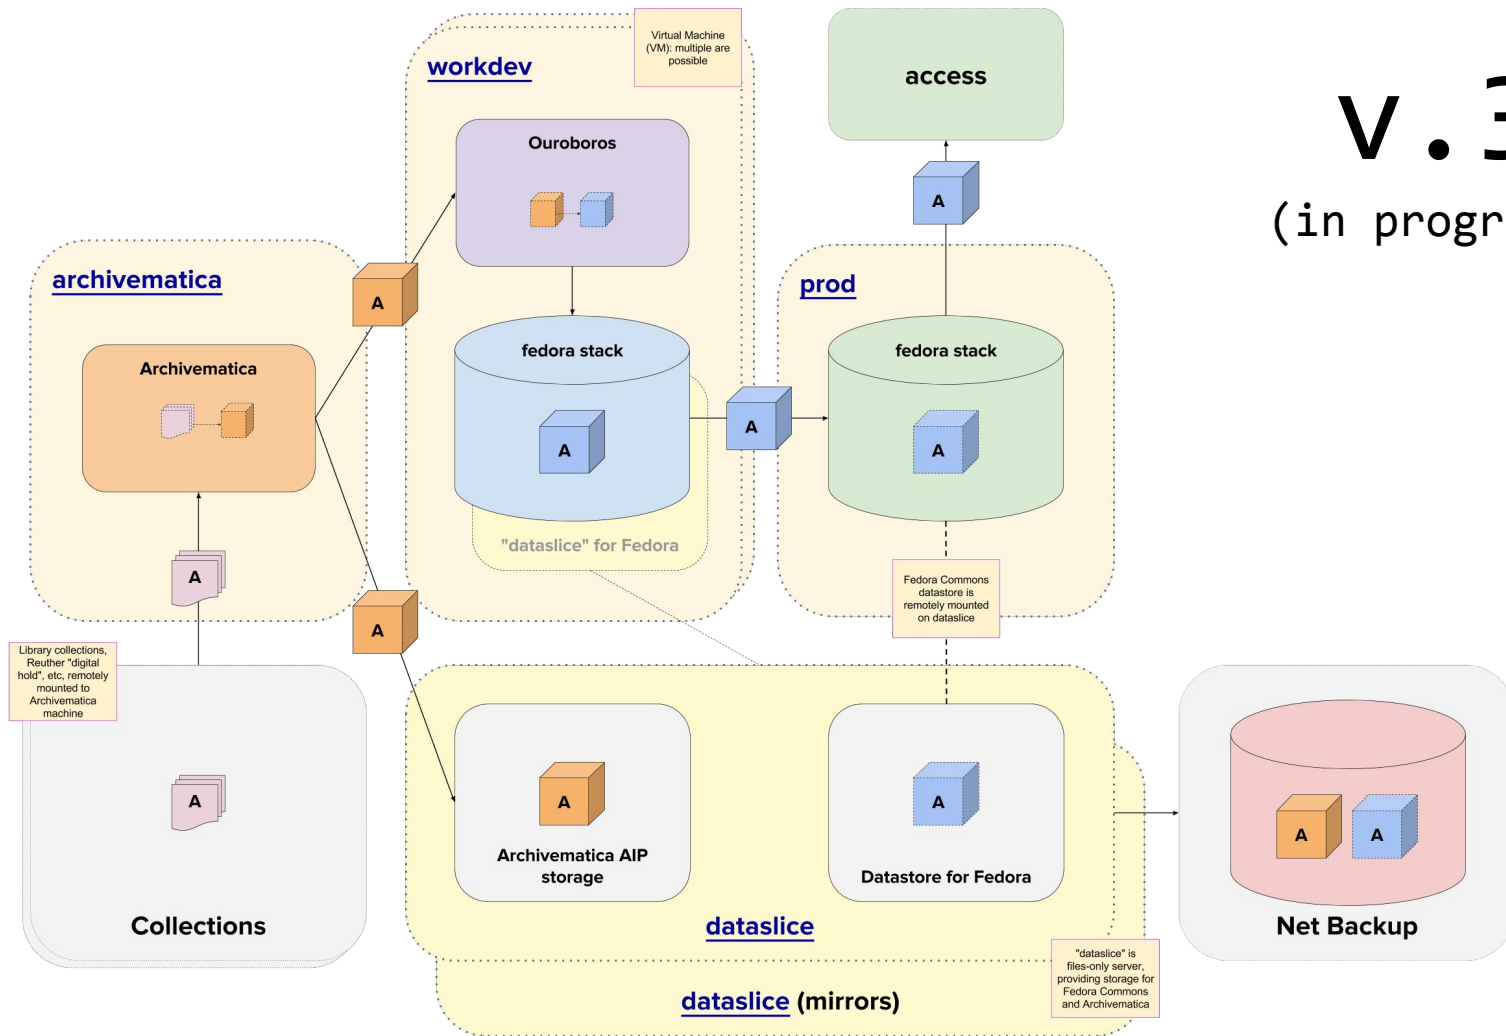 Virtual Machine
(VM): multiple are
possible
workdev
access
v.3
(in progr
Ouroboros
archivematica
A
A
prod
fedora stack
fedora stack
Archivematica
A
A
A
"dataslice" for Fedora
A
Fedora Commons
datastore is
remotely mounted
on dataslice
A
Library collections,
Reuther "digital
hold", etc, remotely
mounted to
Archivematica
machine
A
A
A
A
A
Archivematica AIP
storage
Datastore for Fedora
Collections
dataslice
Net Backup
"dataslice" is
files-only server,
providing storage for
Fedora Commons
and Archivematica
dataslice (mirrors)